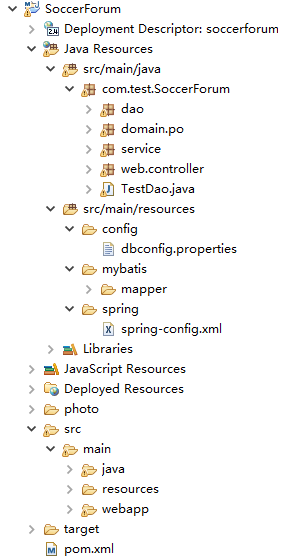 SoccerForum
Deployment Descriptor: soccerforum
Java Resources
src/main/java
com.test.SoccerForum
dao
domain.po
service
web.controller
TestDao.java
src/main/resources
config
dbconfig.properties
mybatis
mapper
spring
spring-config.xml
Libraries
JavaScript Resources
Deployed Resources
photo
src
main
java
resources
webapp
target
pom.xml